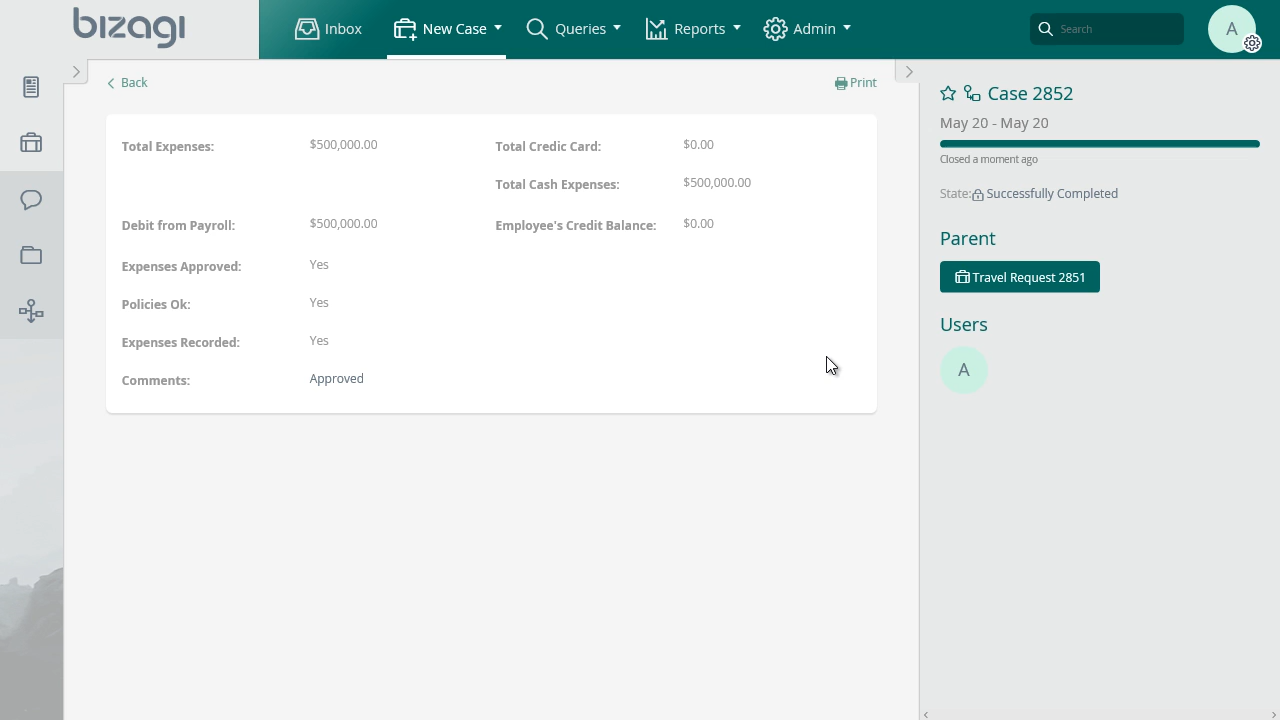 bizagi
Inbox
New Case
Queries
Reports
Admin
Search
A
Back
Print
Total Expenses: $500,000.00
Total Credit Card: $0.00
Total Cash Expenses: $500,000.00
Debit from Payroll: $500,000.00
Employee's Credit Balance: $0.00
Expenses Approved: Yes
Policies Ok: Yes
Expenses Recorded: Yes
Comments: Approved
Case 2852
May 20 - May 20
Closed a moment ago
State: Successfully Completed
Parent
Travel Request 2851
Users
A